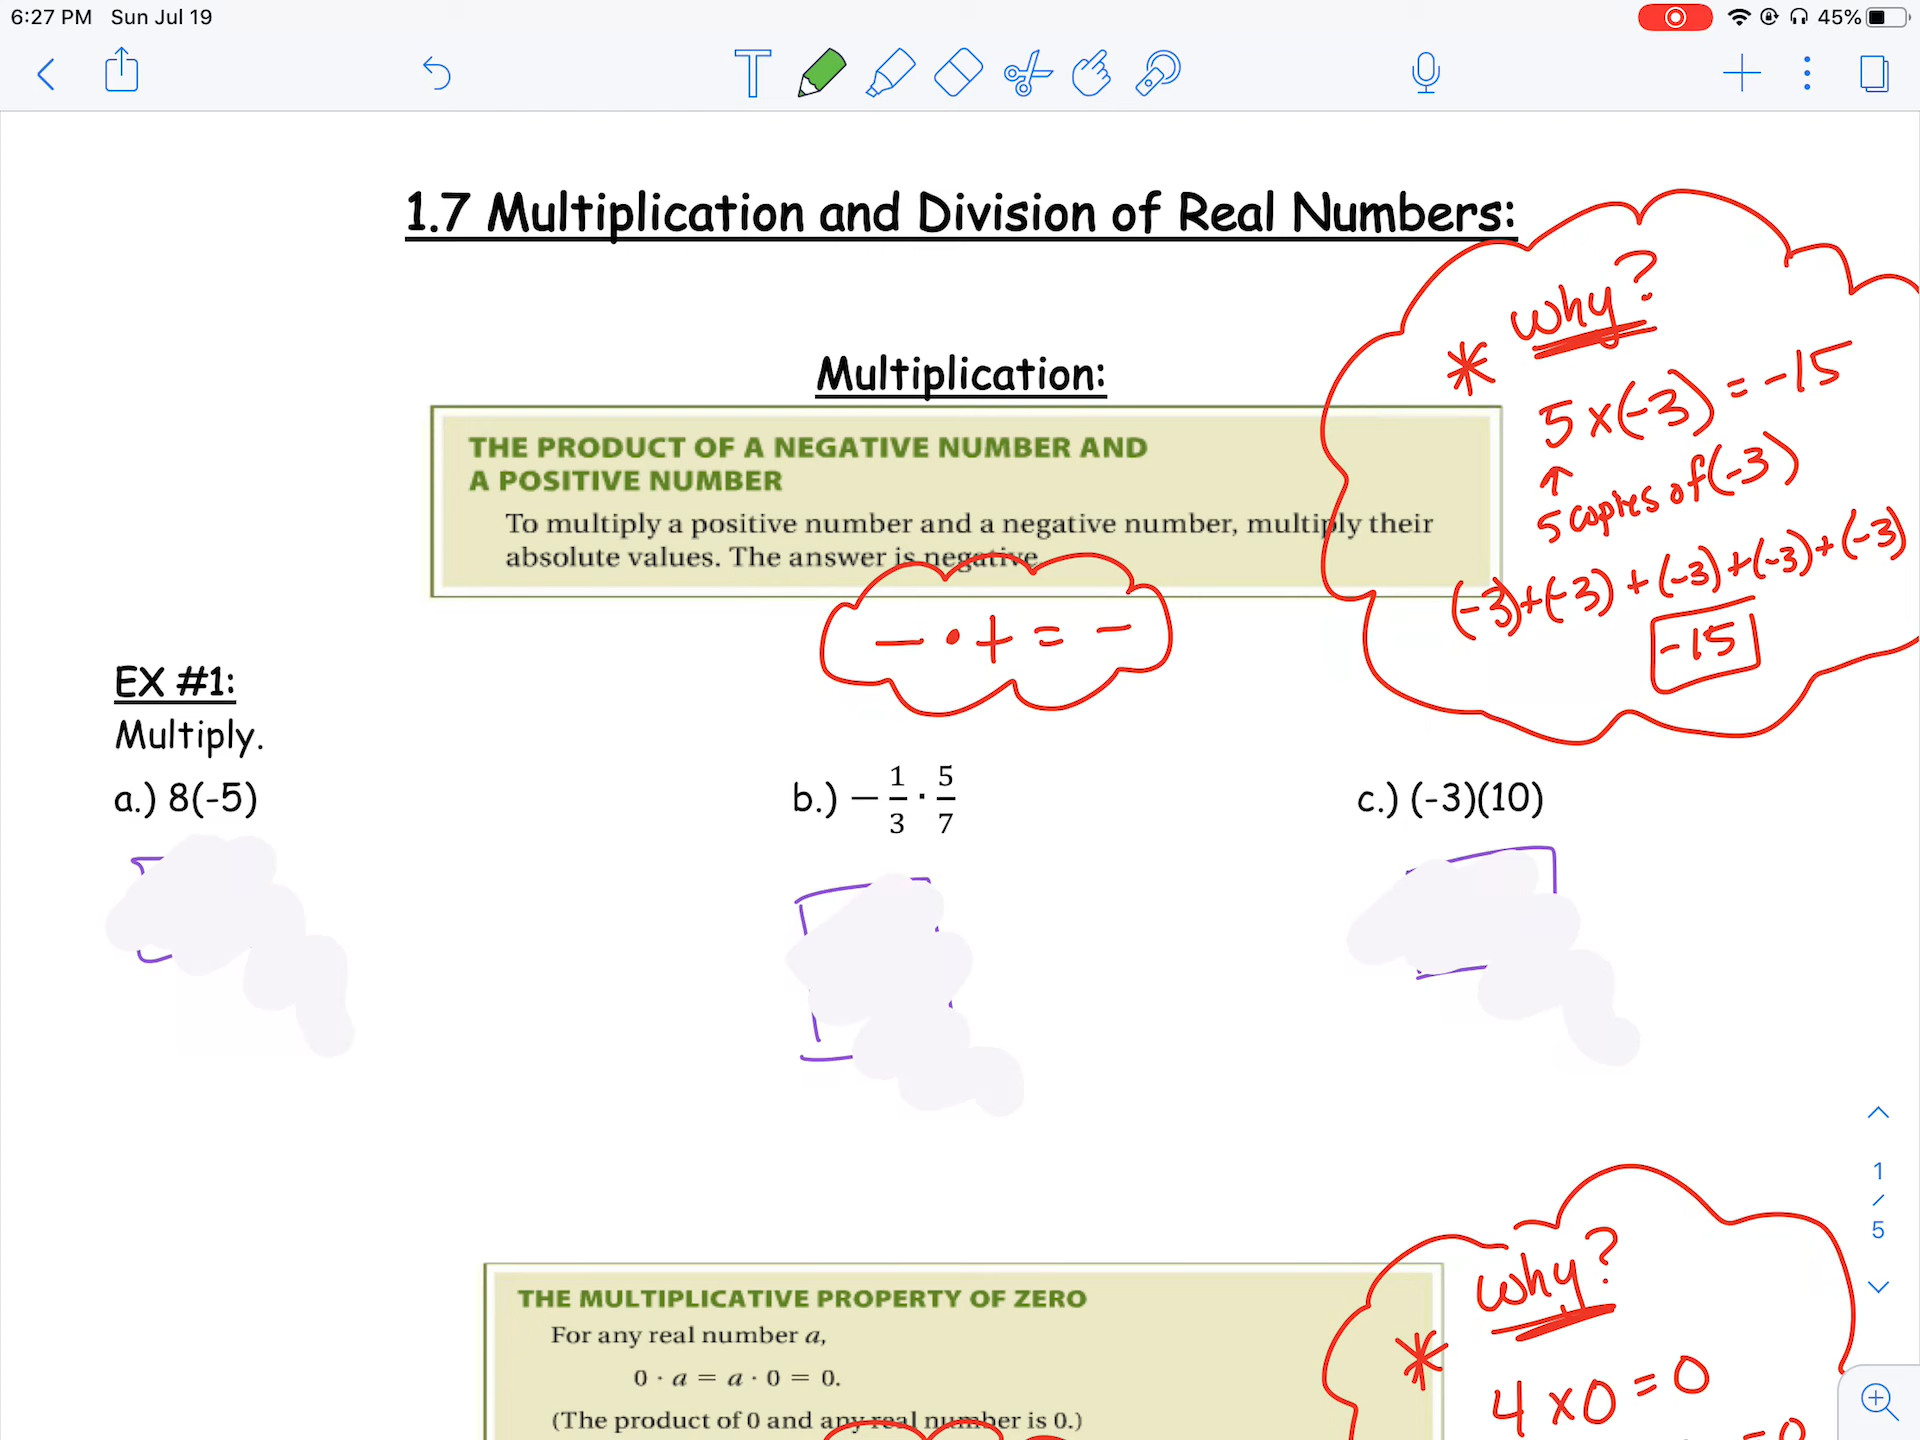 6:27 PM Sun Jul 19
45%
T
1.7 Multiplication and Division of Real Numbers:
* why?
5 x (-3) = -15
↑
5 copies of (-3)
(-3)+(-3) + (-3)+(-3)+(-3)
-15
Multiplication:
THE PRODUCT OF A NEGATIVE NUMBER AND
A POSITIVE NUMBER
To multiply a positive number and a negative number, multiply their
absolute values. The answer is negative
− • + = −
EX #1:
Multiply.
a.) 8(-5)
b.) −1/3 · 5/7
c.) (-3)(10)
1
/
5
THE MULTIPLICATIVE PROPERTY OF ZERO
For any real number a,
0 · a = a · 0 = 0.
(The product of 0 and any real number is 0.)
* why?
4 x 0 = 0
= 0